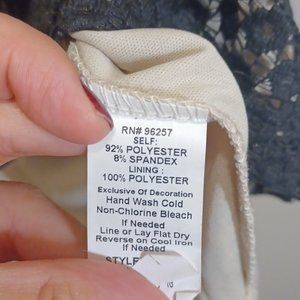 RN# 96257
SELF:
92% POLYESTER
8% SPANDEX
LINING :
100% POLYESTER
Exclusive Of Decoration
Hand Wash Cold
Non-Chlorine Bleach
If Needed
Line or Lay Flat Dry
Reverse on Cool Iron
If Needed
STYLE